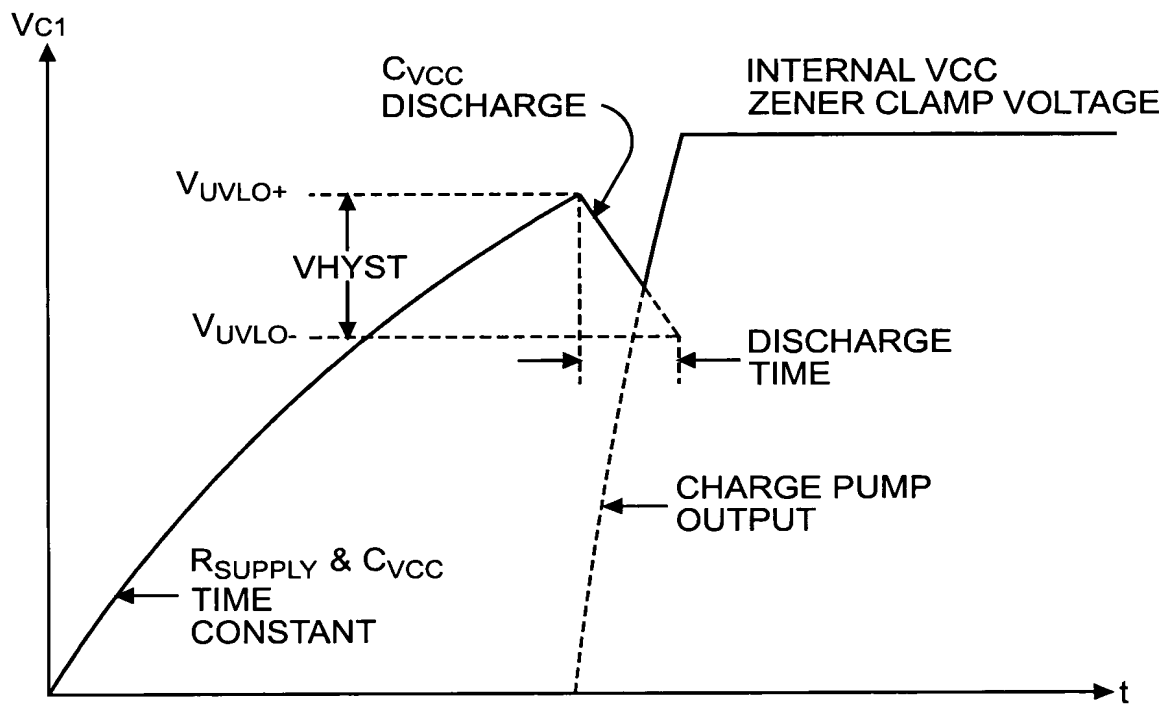 VC1
CVCC
DISCHARGE
INTERNAL VCC
ZENER CLAMP VOLTAGE
VUVLO+
VHYST
VUVLO-
DISCHARGE
TIME
CHARGE PUMP
OUTPUT
RSUPPLY & CVCC
TIME
CONSTANT
t